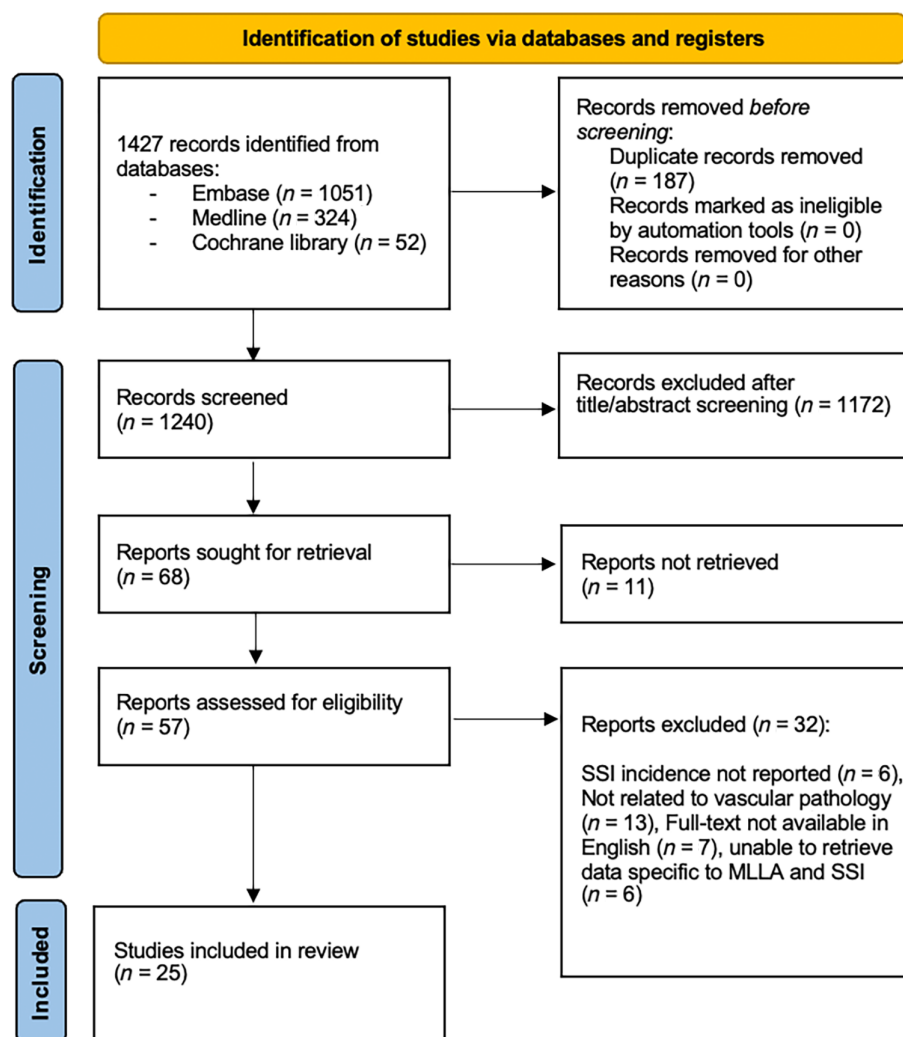 Identification of studies via databases and registers
Identification
1427 records identified from
databases:
- Embase (n = 1051)
- Medline (n = 324)
- Cochrane library (n = 52)
Records removed before
screening:
Duplicate records removed
(n = 187)
Records marked as ineligible
by automation tools (n = 0)
Records removed for other
reasons (n = 0)
Screening
Records screened
(n = 1240)
Records excluded after
title/abstract screening (n = 1172)
Reports sought for retrieval
(n = 68)
Reports not retrieved
(n = 11)
Reports assessed for eligibility
(n = 57)
Reports excluded (n = 32):
SSI incidence not reported (n = 6),
Not related to vascular pathology
(n = 13), Full-text not available in
English (n = 7), unable to retrieve
data specific to MLLA and SSI
(n = 6)
Included
Studies included in review
(n = 25)